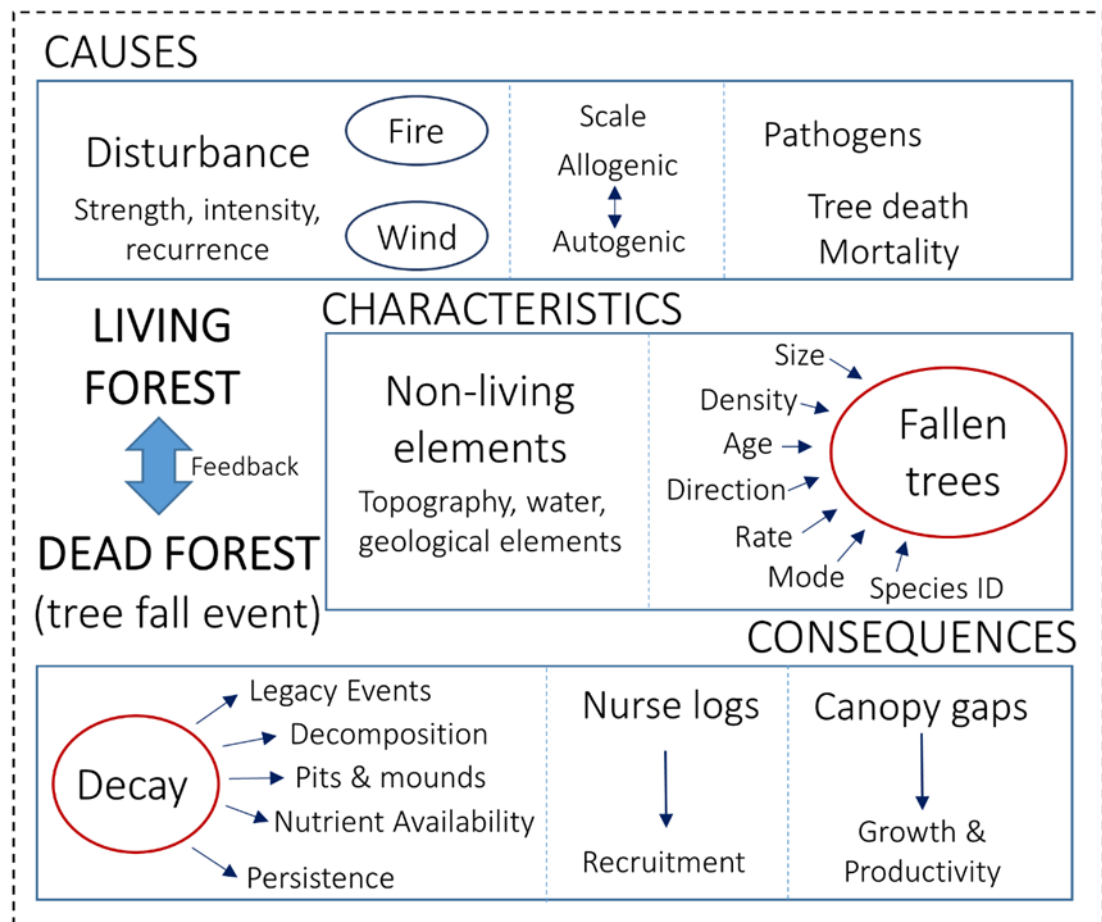 CAUSES
Disturbance
Strength, intensity,
recurrence
Fire
Wind
Scale
Allogenic
Autogenic
Pathogens
Tree death
Mortality
LIVING
FOREST
Feedback
DEAD FOREST
(tree fall event)
CHARACTERISTICS
Non-living
elements
Topography, water,
geological elements
Size
Density
Age
Direction
Rate
Mode
Species ID
Fallen
trees
CONSEQUENCES
Decay
Legacy Events
Decomposition
Pits & mounds
Nutrient Availability
Persistence
Nurse logs
Recruitment
Canopy gaps
Growth &
Productivity